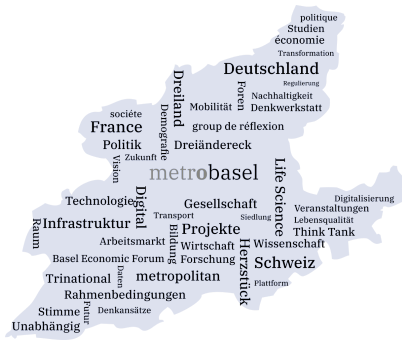 politique
Studien
économie
Transformation
Deutschland
Regulierung
Dreiland
Foren
Nachhaltigkeit
Mobilität
Denkwerkstatt
société
Demografie
France
group de réflexion
Politik
Dreiländereck
Vision
Zukunft
metrobasel
Life Science
Technologie
Digital
Gesellschaft
Digitalisierung
Veranstaltungen
Transport
Siedlung
Lebensqualität
Raum
Infrastruktur
Bildung
Projekte
Think Tank
Arbeitsmarkt
Wirtschaft
Herzstück
Wissenschaft
Basel Economic Forum
Forschung
Schweiz
Trinational
Daten
metropolitan
Plattform
Rahmenbedingungen
Stimme
Futur
Denkansätze
Unabhängig